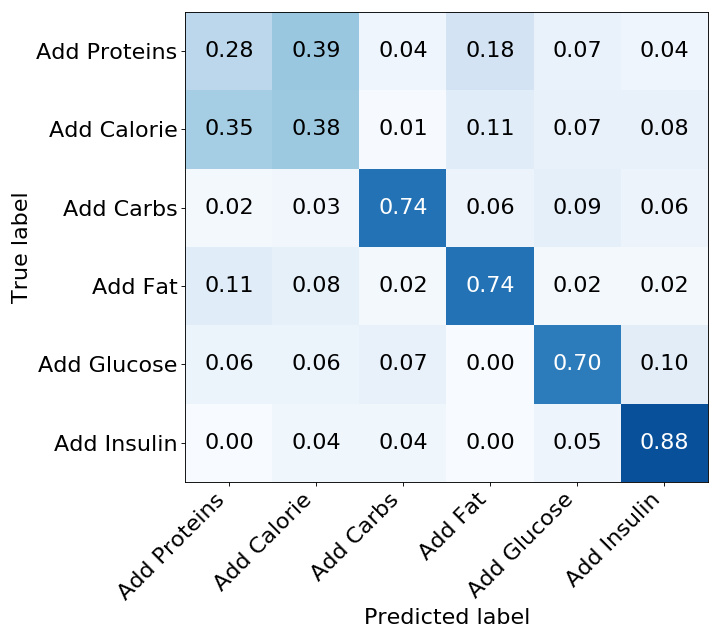 Add Proteins 0.28 0.39 0.04 0.18 0.07 0.04
Add Calorie 0.35 0.38 0.01 0.11 0.07 0.08
Add Carbs 0.02 0.03 0.74 0.06 0.09 0.06
Add Fat 0.11 0.08 0.02 0.74 0.02 0.02
Add Glucose 0.06 0.06 0.07 0.00 0.70 0.10
Add Insulin 0.00 0.04 0.04 0.00 0.05 0.88
True label
Add Proteins Add Calorie Add Carbs Add Fat Add Glucose Add Insulin
Predicted label